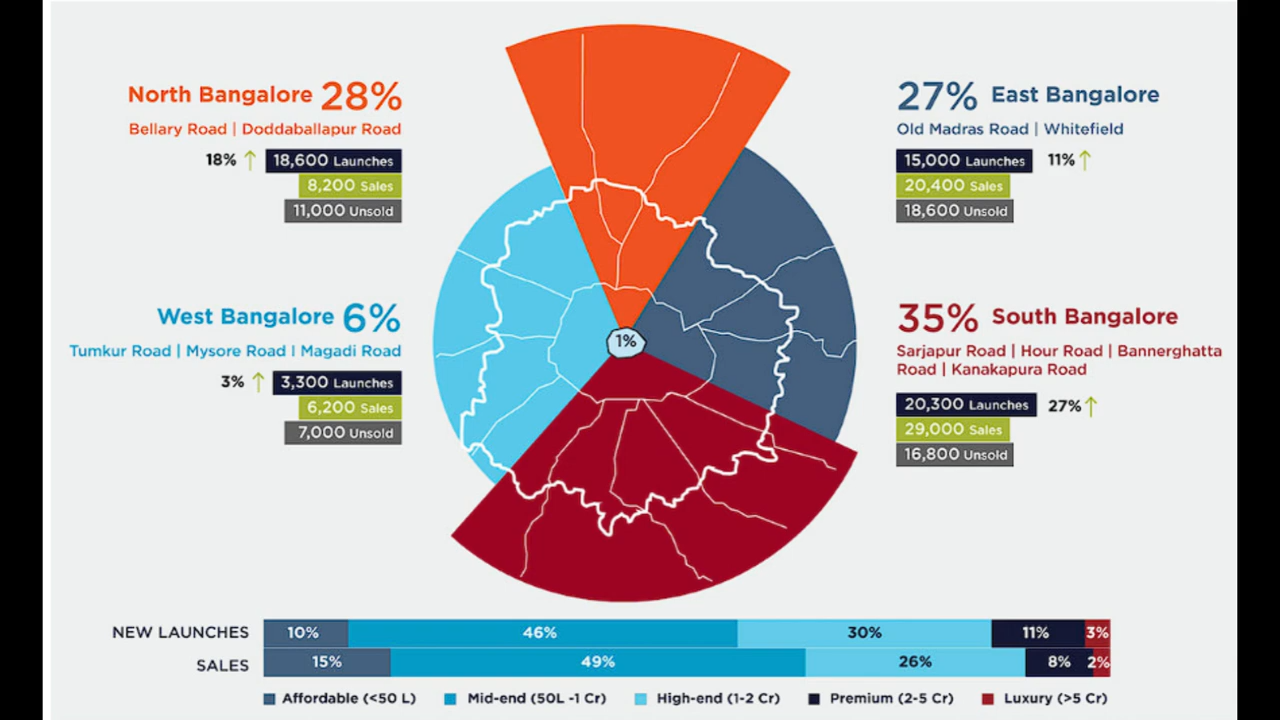 North Bangalore 28%
Bellary Road | Doddaballapur Road
18% ↑ 18,600 Launches
8,200 Sales
11,000 Unsold
27% East Bangalore
Old Madras Road | Whitefield
15,000 Launches 11% ↑
20,400 Sales
18,600 Unsold
West Bangalore 6%
Tumkur Road | Mysore Road I Magadi Road
3% ↑ 3,300 Launches
6,200 Sales
7,000 Unsold
1%
35% South Bangalore
Sarjapur Road | Hour Road | Bannerghatta
Road | Kanakapura Road
20,300 Launches 27% ↑
29,000 Sales
16,800 Unsold
NEW LAUNCHES 10% 46% 30% 11% 3%
SALES 15% 49% 26% 8% 2%
Affordable (<50 L) Mid-end (50L -1 Cr) High-end (1-2 Cr) Premium (2-5 Cr) Luxury (>5 Cr)